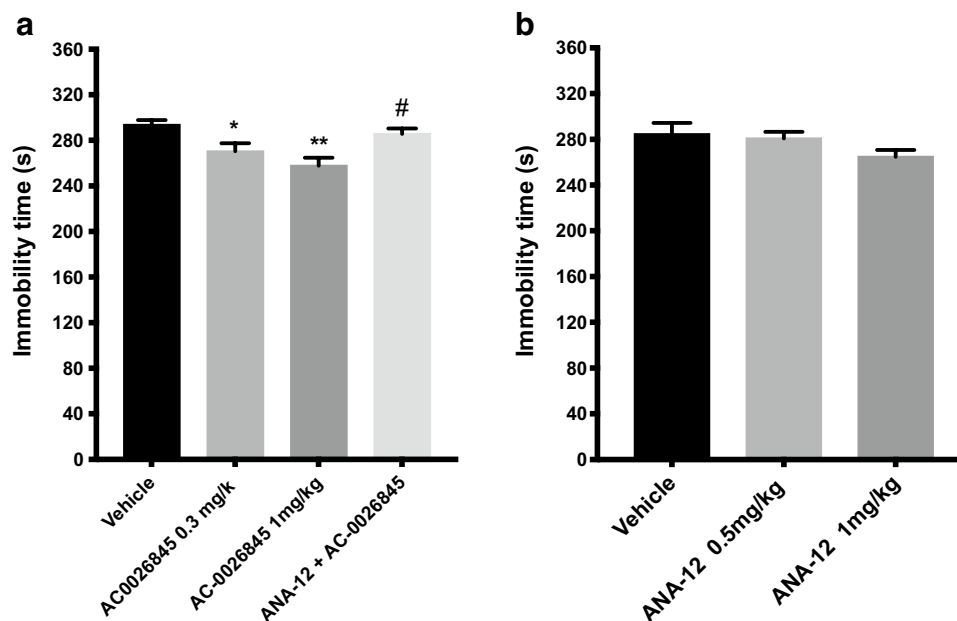 a
Immobility time (s)
360
320
280
240
200
160
120
80
40
0
*
**
#
Vehicle
AC0026845 0.3 mg/k
AC-0026845 1mg/kg
ANA-12 + AC-0026845
b
Immobility time (s)
360
320
280
240
200
160
120
80
40
0
Vehicle
ANA-12 0.5mg/kg
ANA-12 1mg/kg